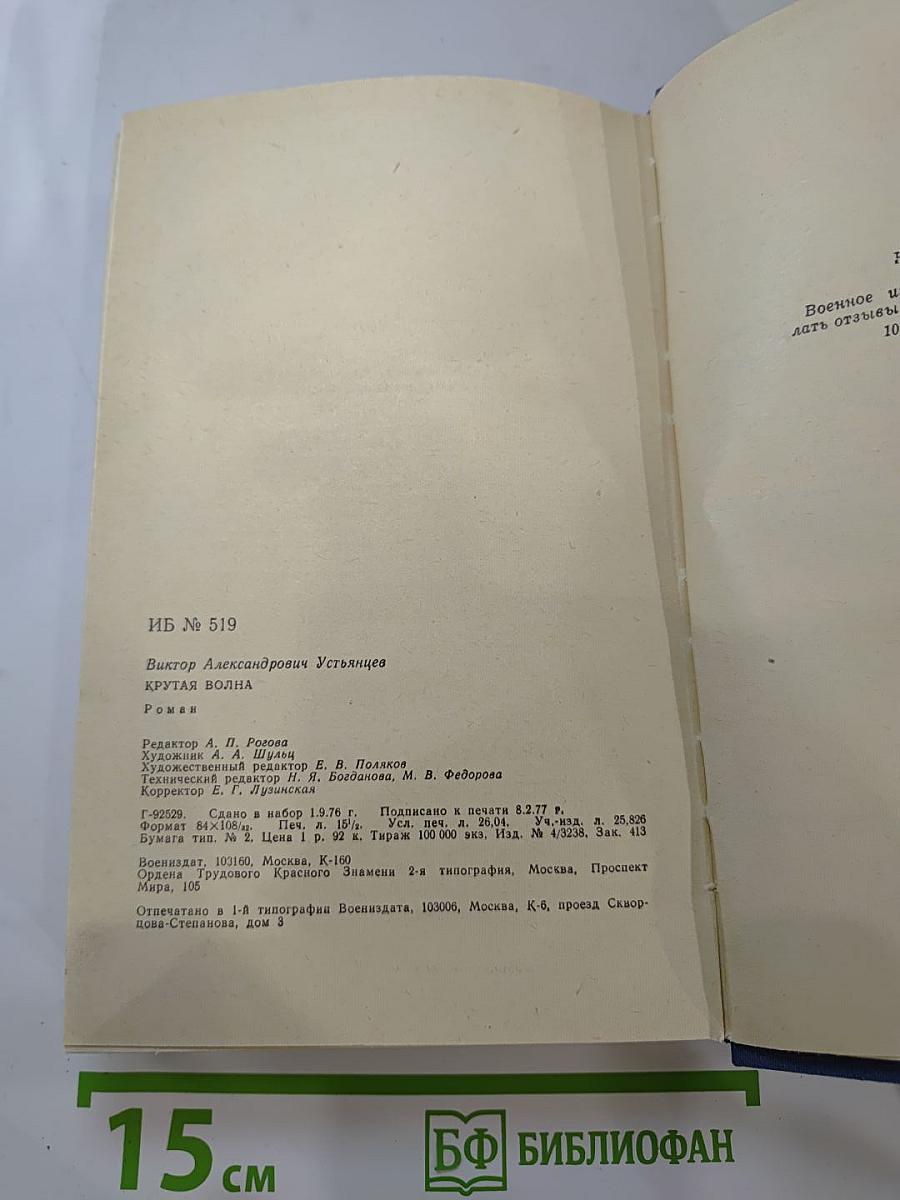 ИБ № 519
Виктор Александрович Устьянцев
КРУТАЯ ВОЛНА
Роман
Редактор А. П. Рогова
Художник А. А. Шульц
Художественный редактор Е. В. Поляков
Технический редактор Н. Я. Богданова, М. В. Федорова
Корректор Е. Г. Лузинская
Г-92529. Сдано в набор 1.9.76 г. Подписано к печати 8.2.77 г.
Формат 84×108/32. Печ. л. 15 1/2. Усл. печ. л. 26,04. Уч.-изд. л. 25,826
Бумага тип. № 2. Цена 1 р. 92 к. Тираж 100 000 экз. Изд. № 4/3238. Зак. 413
Воениздат, 103160, Москва, К-160
Ордена Трудового Красного Знамени 2-я типография, Москва, Проспект
Мира, 105
Отпечатано в 1-й типографии Воениздата, 103006, Москва, К-6, проезд Сквор-
цова-Степанова, дом 3
Военное
лать отзывы
10
15 см
БФ БИБЛИОФАН